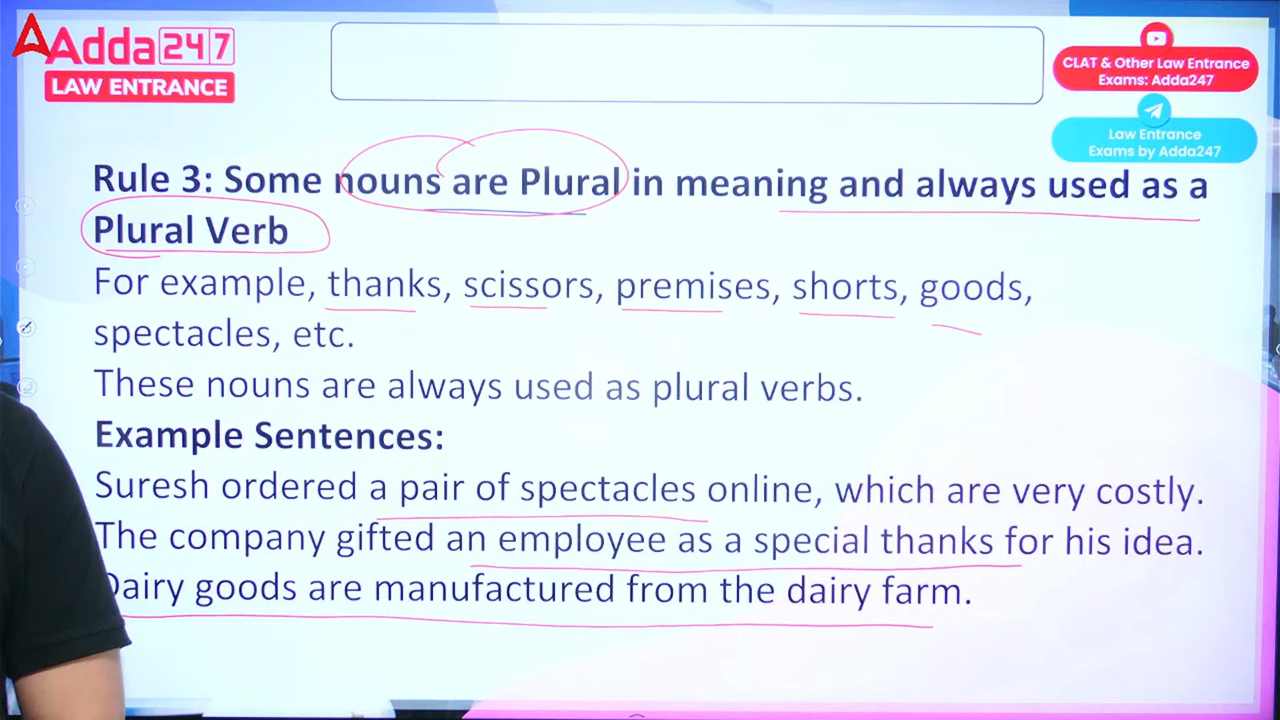 Adda247
LAW ENTRANCE
CLAT & Other Law Entrance
Exams: Adda247
Law Entrance
Exams by Adda247
Rule 3: Some nouns are Plural in meaning and always used as a
Plural Verb
For example, thanks, scissors, premises, shorts, goods,
spectacles, etc.
These nouns are always used as plural verbs.
Example Sentences:
Suresh ordered a pair of spectacles online, which are very costly.
The company gifted an employee as a special thanks for his idea.
Dairy goods are manufactured from the dairy farm.